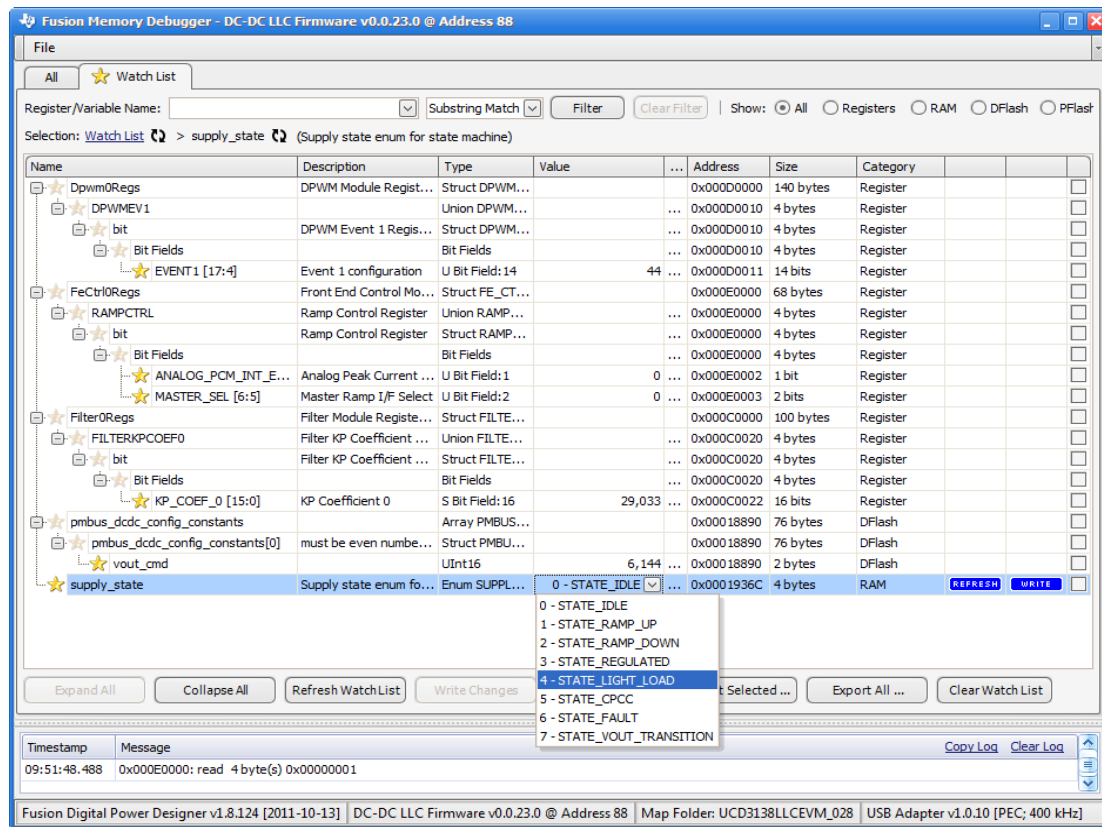 Fusion Memory Debugger - DC-DC LLC Firmware v0.0.23.0 @ Address 88
File
All Watch List
Register/Variable Name: Substring Match Filter Clear Filter Show: All Registers RAM DFlash PFlash
Selection: Watch List > supply_state (Supply state enum for state machine)
Name Description Type Value ... Address Size Category
Dpwm0Regs DPWM Module Regist... Struct DPWM... 0x000D0000 140 bytes Register
DPWMEV1 Union DPWM... ... 0x000D0010 4 bytes Register
bit DPWM Event 1 Regis... Struct DPWM... ... 0x000D0010 4 bytes Register
Bit Fields Bit Fields ... 0x000D0010 4 bytes Register
EVENT1 [17:4] Event 1 configuration U Bit Field:14 44 ... 0x000D0011 14 bits Register
FeCtrl0Regs Front End Control Mo... Struct FE_CT... 0x000E0000 68 bytes Register
RAMPCTRL Ramp Control Register Union RAMP... ... 0x000E0000 4 bytes Register
bit Ramp Control Register Struct RAMP... ... 0x000E0000 4 bytes Register
Bit Fields Bit Fields ... 0x000E0000 4 bytes Register
ANALOG_PCM_INT_E... Analog Peak Current ... U Bit Field:1 0 ... 0x000E0002 1 bit Register
MASTER_SEL [6:5] Master Ramp I/F Select U Bit Field:2 0 ... 0x000E0003 2 bits Register
Filter0Regs Filter Module Registe... Struct FILTE... 0x000C0000 100 bytes Register
FILTERKPCOEF0 Filter KP Coefficient ... Union FILTE... ... 0x000C0020 4 bytes Register
bit Filter KP Coefficient ... Struct FILTE... ... 0x000C0020 4 bytes Register
Bit Fields Bit Fields ... 0x000C0020 4 bytes Register
KP_COEF_0 [15:0] KP Coefficient 0 S Bit Field:16 29,033 ... 0x000C0022 16 bits Register
pmbus_dcdc_config_constants Array PMBUS... 0x00018890 76 bytes DFlash
pmbus_dcdc_config_constants[0] must be even numbe... Struct PMBU... ... 0x00018890 76 bytes DFlash
vout_cmd UInt16 6,144 ... 0x00018890 2 bytes DFlash
supply_state Supply state enum fo... Enum SUPPL... 0 - STATE_IDLE ... 0x0001936C 4 bytes RAM REFRESH WRITE
0 - STATE_IDLE
1 - STATE_RAMP_UP
2 - STATE_RAMP_DOWN
3 - STATE_REGULATED
4 - STATE_LIGHT_LOAD
5 - STATE_CPCC
6 - STATE_FAULT
7 - STATE_VOUT_TRANSITION
Expand All Collapse All Refresh Watch List Write Changes t Selected ... Export All ... Clear Watch List
Timestamp Message Copy Log Clear Log
09:51:48.488 0x000E0000: read 4 byte(s) 0x00000001
Fusion Digital Power Designer v1.8.124 [2011-10-13] DC-DC LLC Firmware v0.0.23.0 @ Address 88 Map Folder: UCD3138LLCEVM_028 USB Adapter v1.0.10 [PEC; 400 kHz]